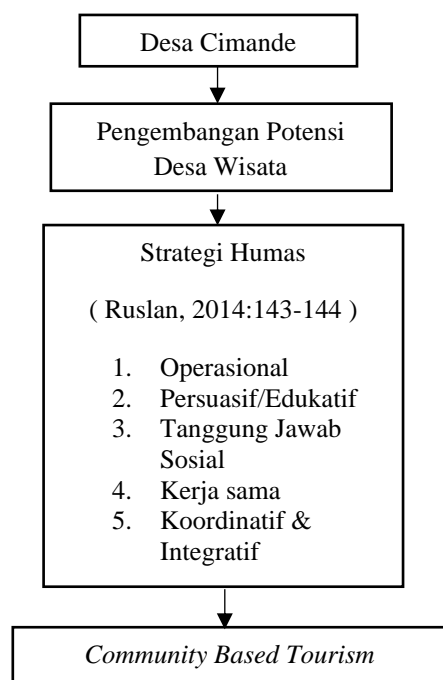 Desa Cimande
Pengembangan Potensi
Desa Wisata
Strategi Humas
( Ruslan, 2014:143-144 )
1. Operasional
2. Persuasif/Edukatif
3. Tanggung Jawab
Sosial
4. Kerja sama
5. Koordinatif &
Integratif
Community Based Tourism